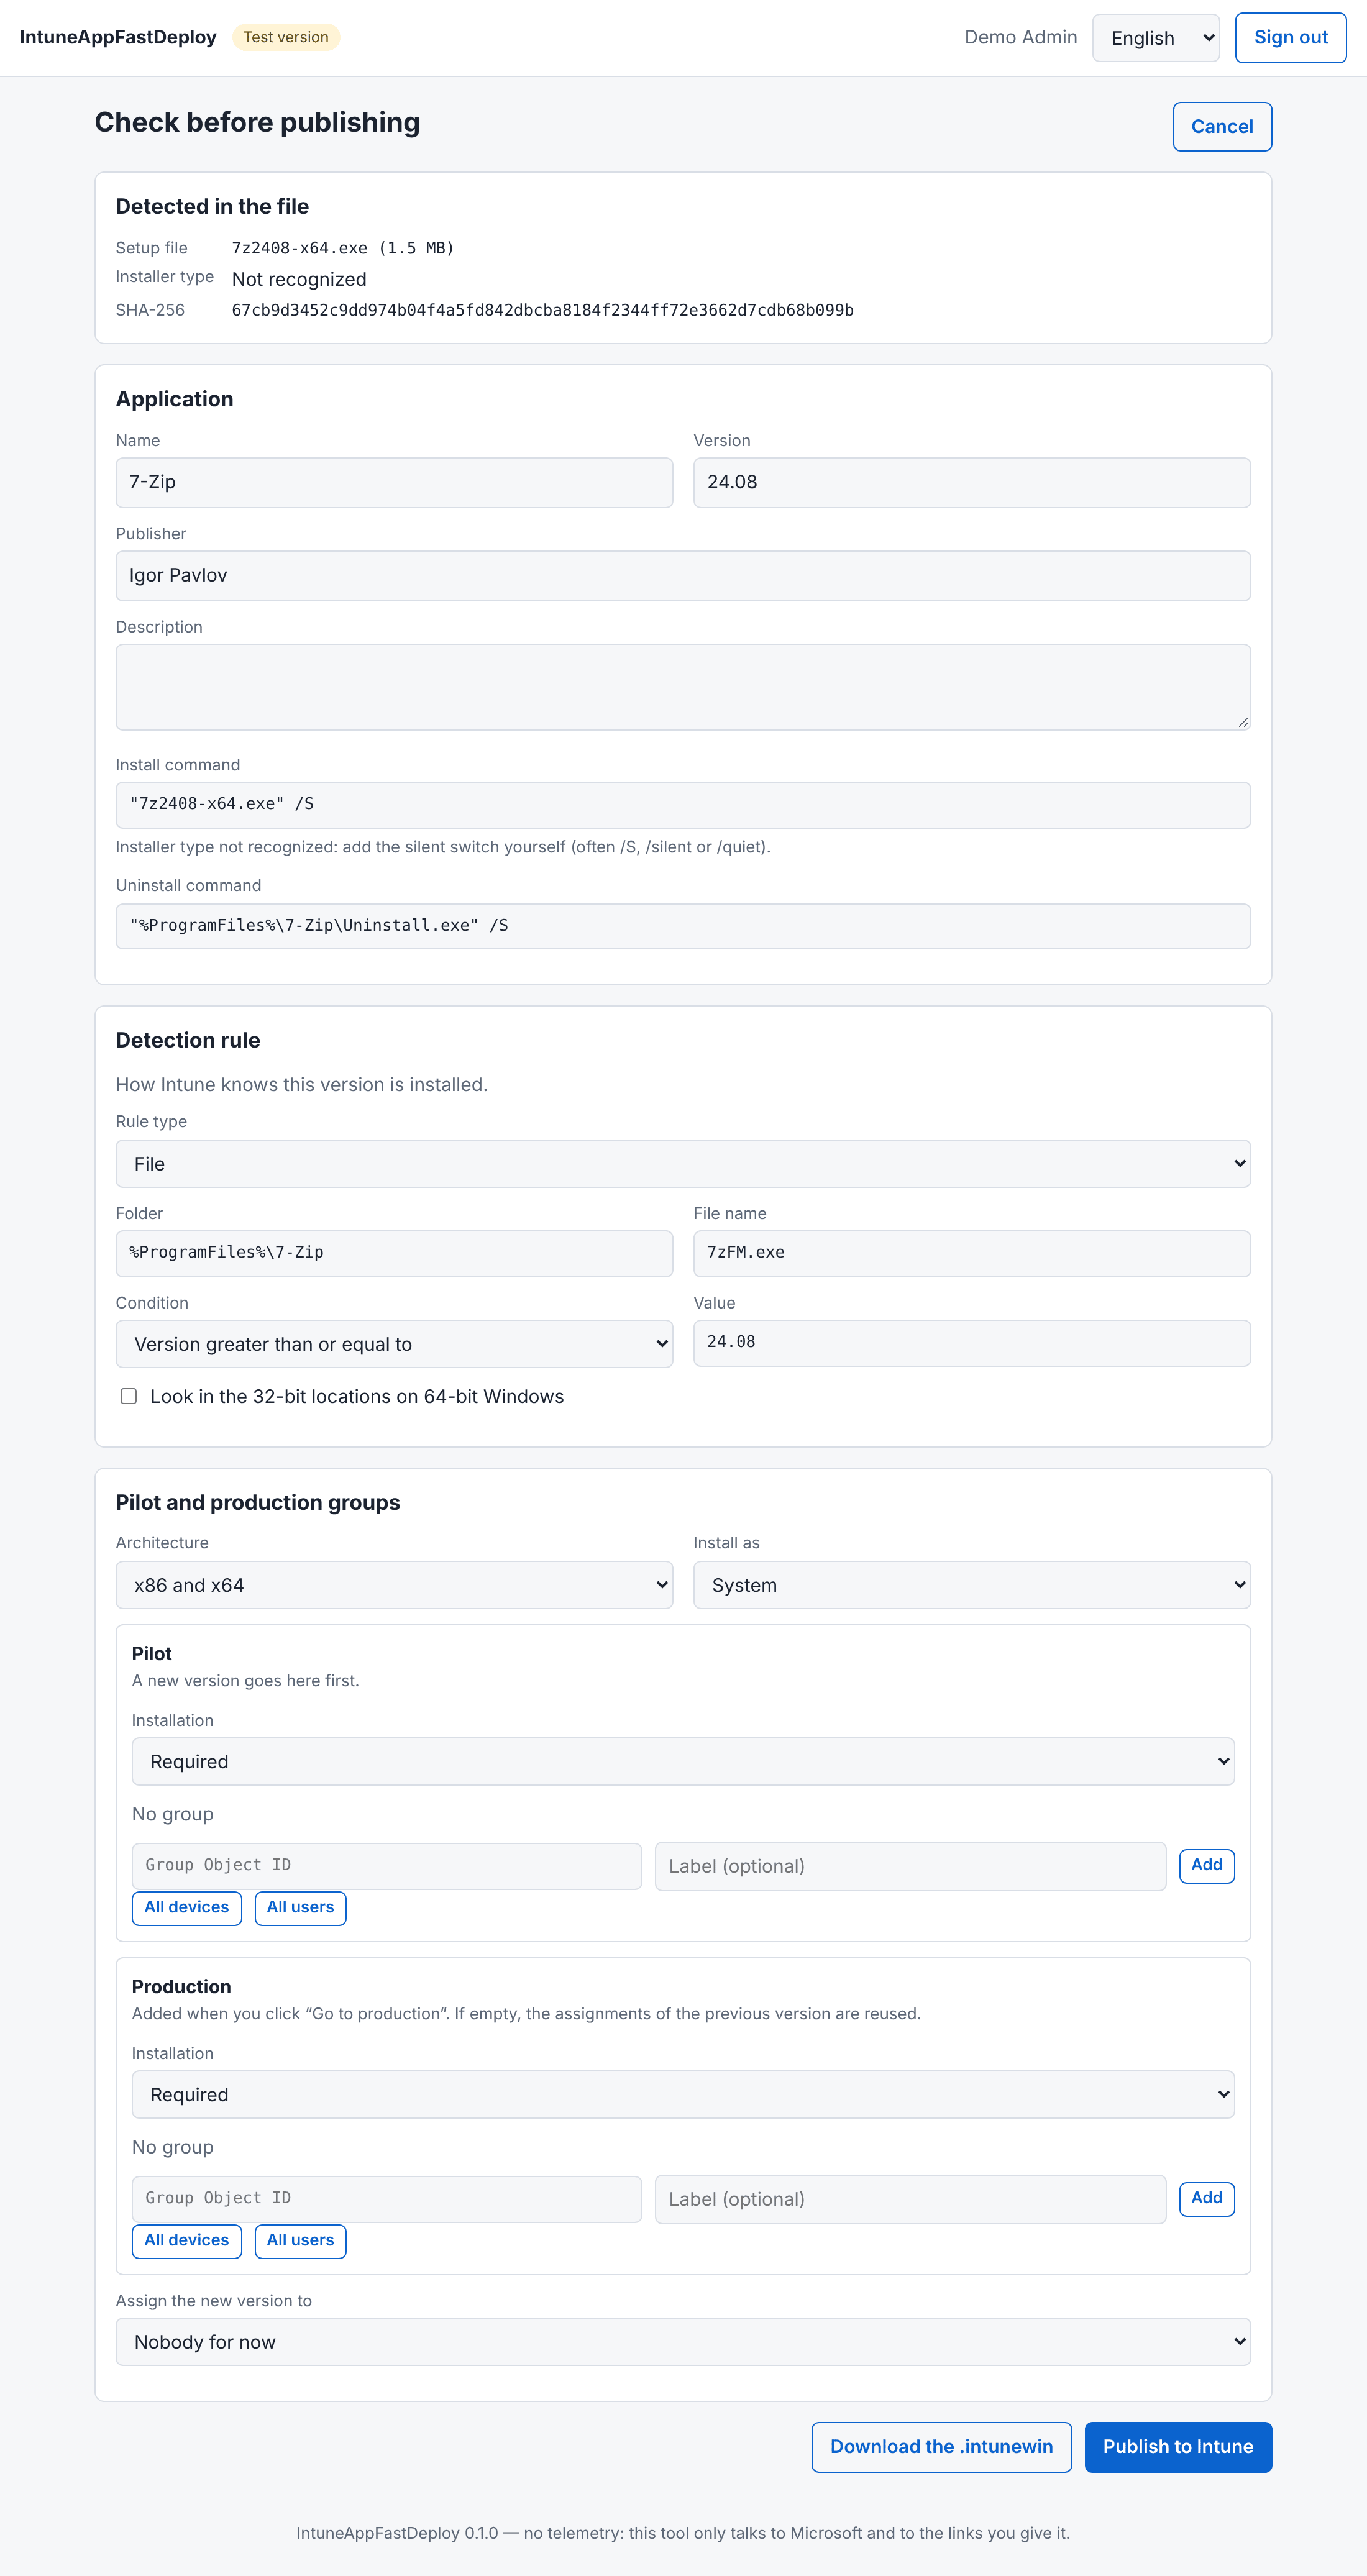 IntuneAppFastDeploy Test version Demo Admin English Sign out
Check before publishing Cancel
Detected in the file
Setup file 7z2408-x64.exe (1.5 MB)
Installer type Not recognized
SHA-256 67cb9d3452c9dd974b04f4a5fd842dbcba8184f2344ff72e3662d7cdb68b099b
Application
Name Version
7-Zip 24.08
Publisher
Igor Pavlov
Description
Install command
"7z2408-x64.exe" /S
Installer type not recognized: add the silent switch yourself (often /S, /silent or /quiet).
Uninstall command
"%ProgramFiles%\7-Zip\Uninstall.exe" /S
Detection rule
How Intune knows this version is installed.
Rule type
File
Folder File name
%ProgramFiles%\7-Zip 7zFM.exe
Condition Value
Version greater than or equal to 24.08
Look in the 32-bit locations on 64-bit Windows
Pilot and production groups
Architecture Install as
x86 and x64 System
Pilot
A new version goes here first.
Installation
Required
No group
Group Object ID Label (optional) Add
All devices All users
Production
Added when you click “Go to production”. If empty, the assignments of the previous version are reused.
Installation
Required
No group
Group Object ID Label (optional) Add
All devices All users
Assign the new version to
Nobody for now
Download the .intunewin Publish to Intune
IntuneAppFastDeploy 0.1.0 — no telemetry: this tool only talks to Microsoft and to the links you give it.